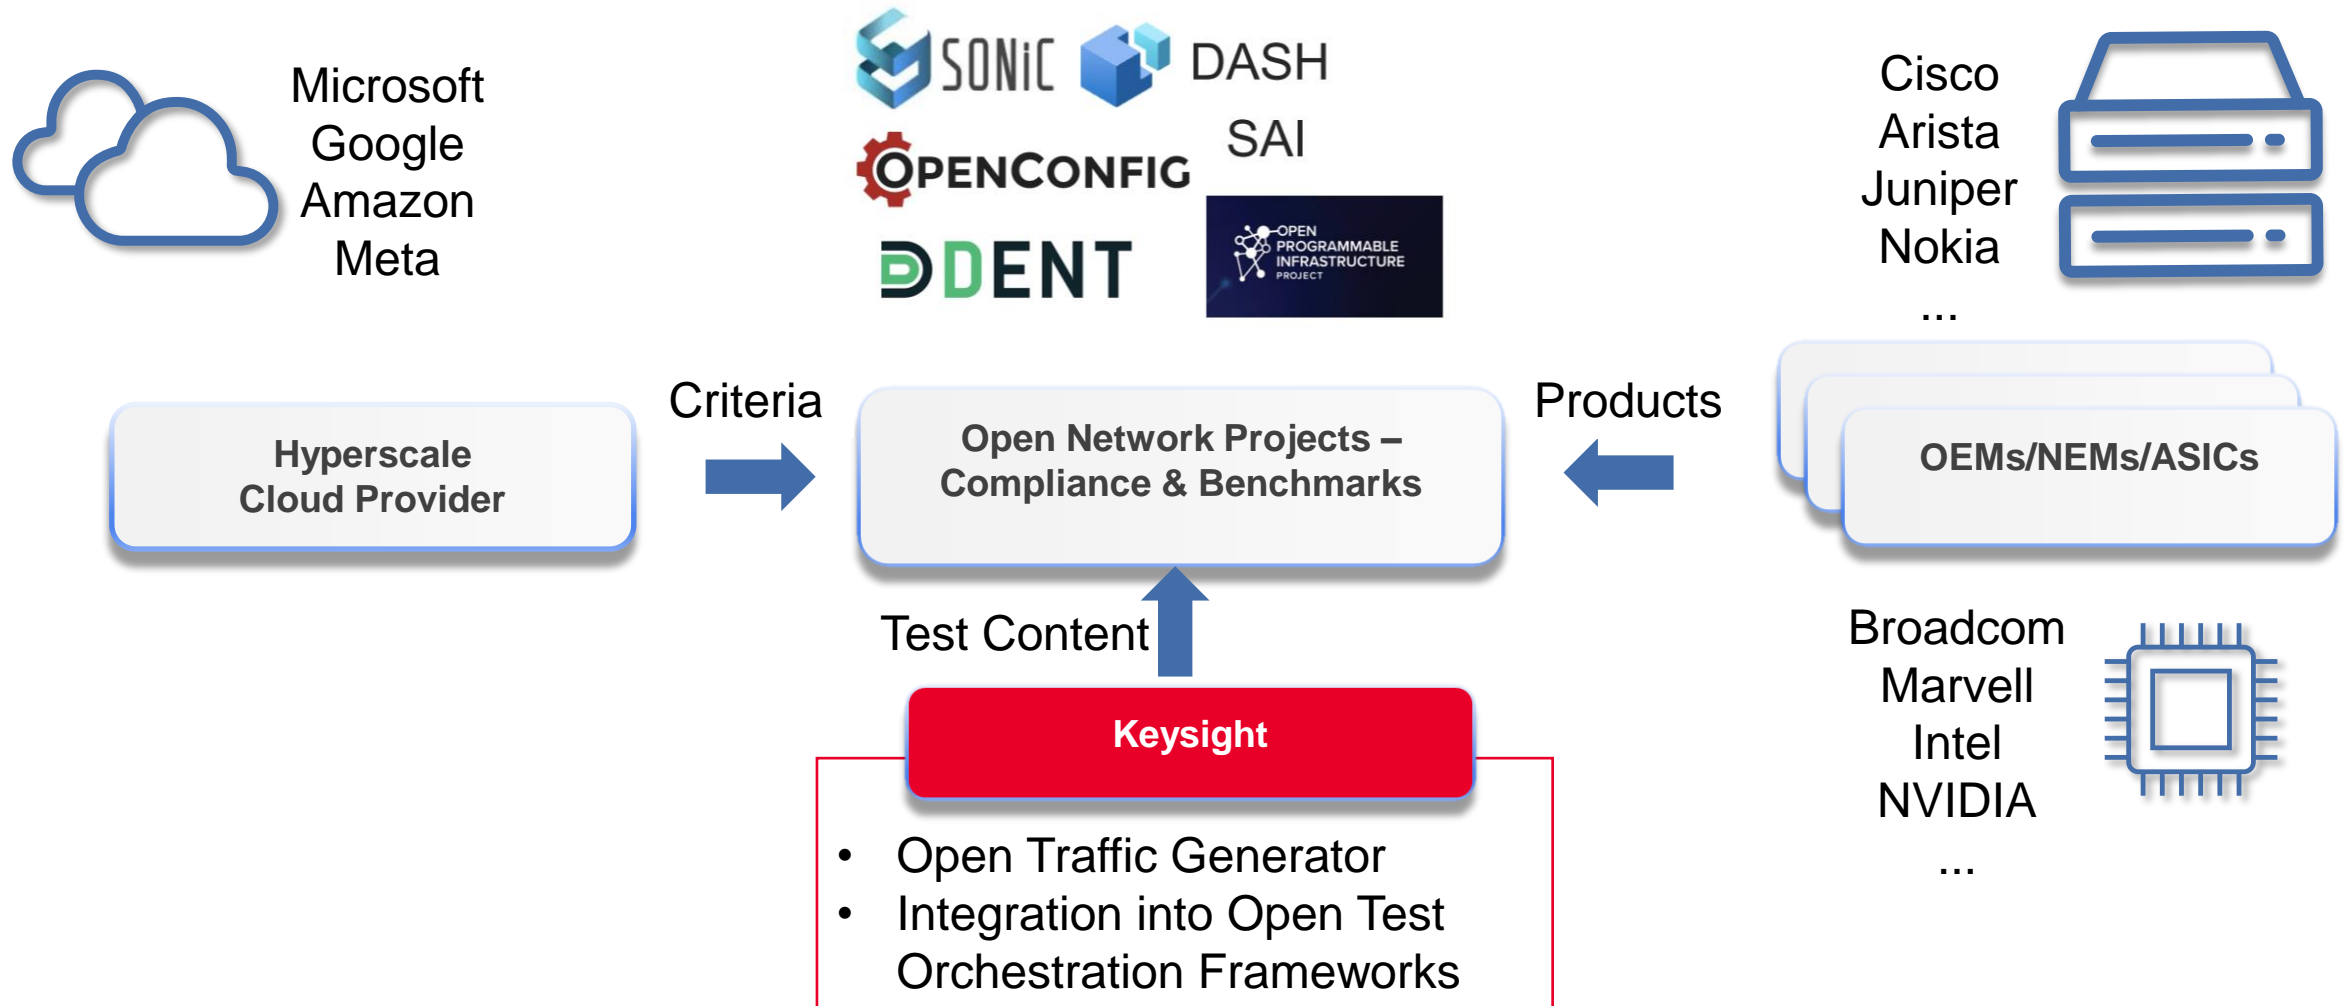 Microsoft
Google
Amazon
Meta
SONiC
DASH
OPENCONFIG
SAI
DENT
OPEN
PROGRAMMABLE
INFRASTRUCTURE
PROJECT
Cisco
Arista
Juniper
Nokia
...
Hyperscale
Cloud Provider
Criteria
Open Network Projects –
Compliance & Benchmarks
Products
OEMs/NEMs/ASICs
Test Content
Keysight
• Open Traffic Generator
• Integration into Open Test
Orchestration Frameworks
Broadcom
Marvell
Intel
NVIDIA
...